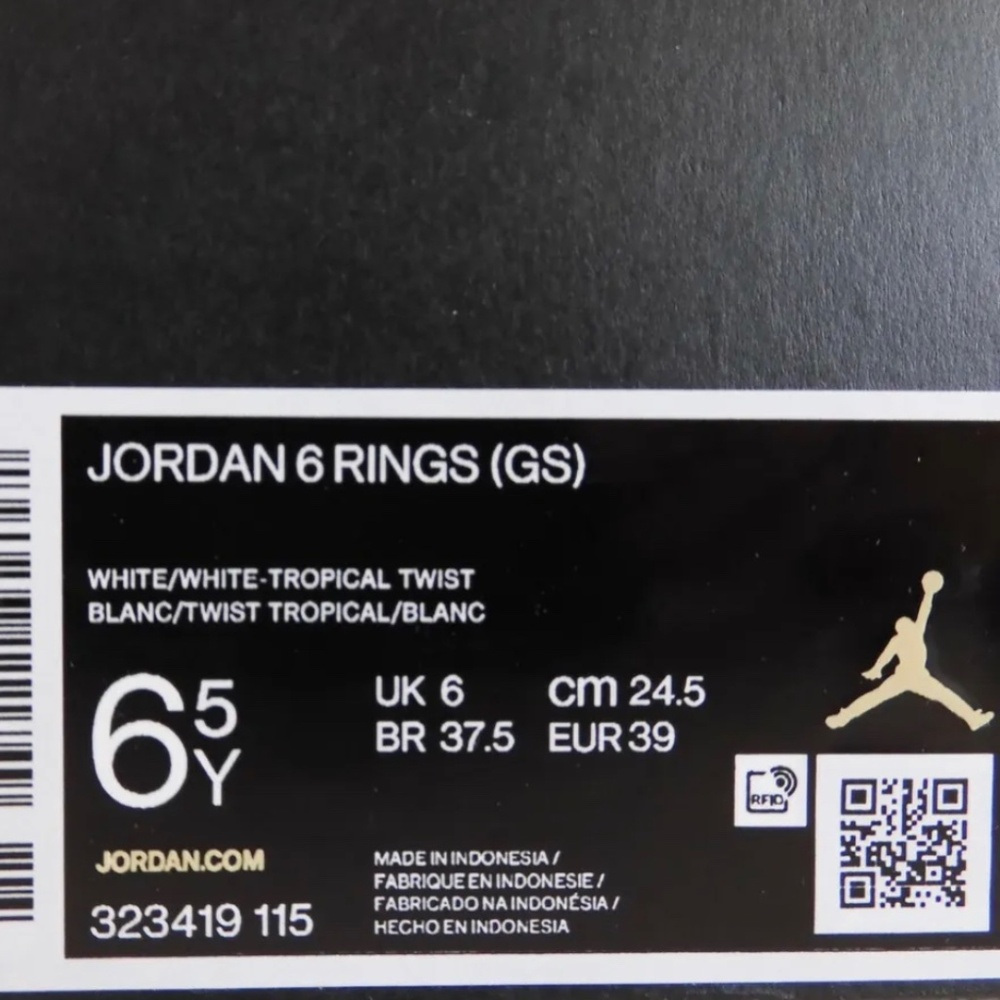 JORDAN 6 RINGS (GS)
WHITE/WHITE-TROPICAL TWIST
BLANC/TWIST TROPICAL/BLANC
6 5 Y
UK 6 cm 24.5
BR 37.5 EUR 39
RFID
JORDAN.COM
323419 115
MADE IN INDONESIA /
FABRIQUE EN INDONESIE /
FABRICADO NA INDONÉSIA /
HECHO EN INDONESIA